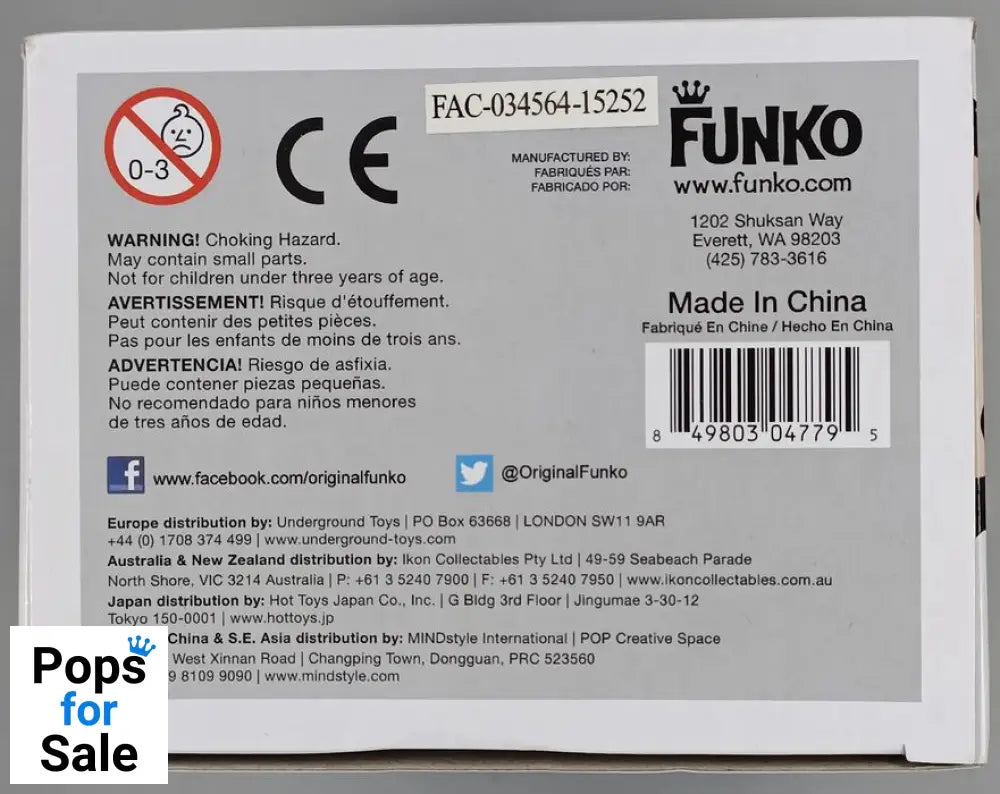 0-3
CE
FAC-034564-15252
MANUFACTURED BY:
FABRIQUÉS PAR:
FABRICADO POR:
FUNKO
www.funko.com
1202 Shuksan Way
Everett, WA 98203
(425) 783-3616
Made In China
Fabriqué En Chine / Hecho En China
8 49803 04779 5
WARNING! Choking Hazard.
May contain small parts.
Not for children under three years of age.
AVERTISSEMENT! Risque d'étouffement.
Peut contenir des petites pièces.
Pas pour les enfants de moins de trois ans.
ADVERTENCIA! Riesgo de asfixia.
Puede contener piezas pequeñas.
No recomendado para niños menores
de tres años de edad.
f www.facebook.com/originalfunko
@OriginalFunko
Europe distribution by: Underground Toys | PO Box 63668 | LONDON SW11 9AR
+44 (0) 1708 374 499 | www.underground-toys.com
Australia & New Zealand distribution by: Ikon Collectables Pty Ltd | 49-59 Seabeach Parade
North Shore, VIC 3214 Australia | P: +61 3 5240 7900 | F: +61 3 5240 7950 | www.ikoncollectables.com.au
Japan distribution by: Hot Toys Japan Co., Inc. | G Bldg 3rd Floor | Jingumae 3-30-12
Tokyo 150-0001 | www.hottoys.jp
China & S.E. Asia distribution by: MINDstyle International | POP Creative Space
West Xinnan Road | Changping Town, Dongguan, PRC 523560
9 8109 9090 | www.mindstyle.com
Pops
for
Sale